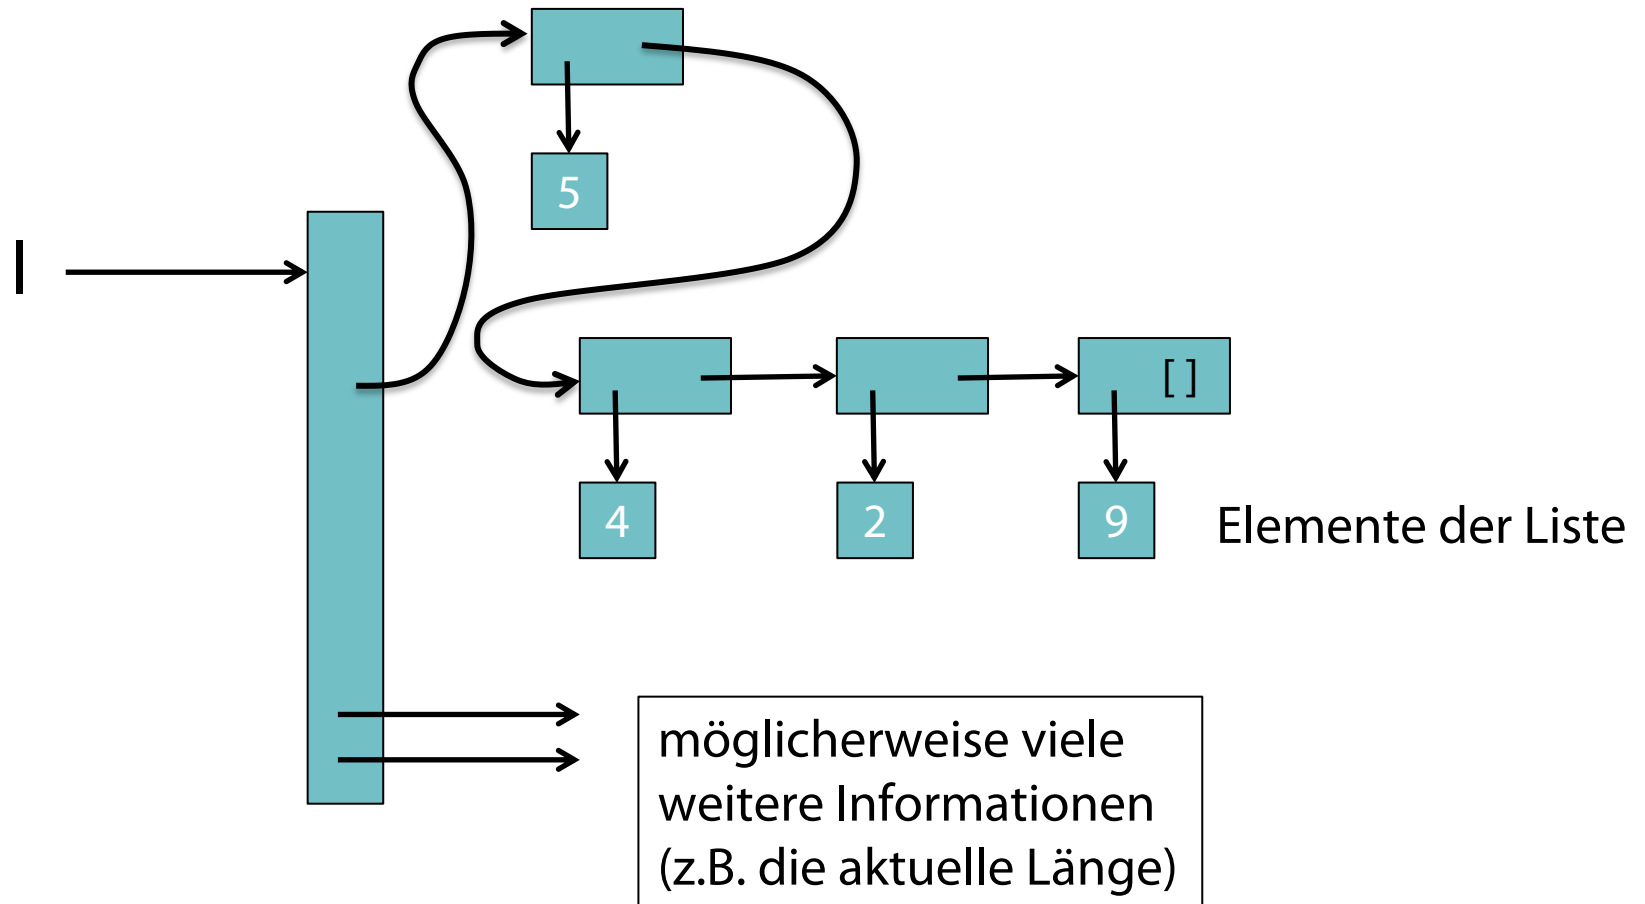 5
l
[ ]
4
2
9
Elemente der Liste
möglicherweise viele
weitere Informationen
(z.B. die aktuelle Länge)